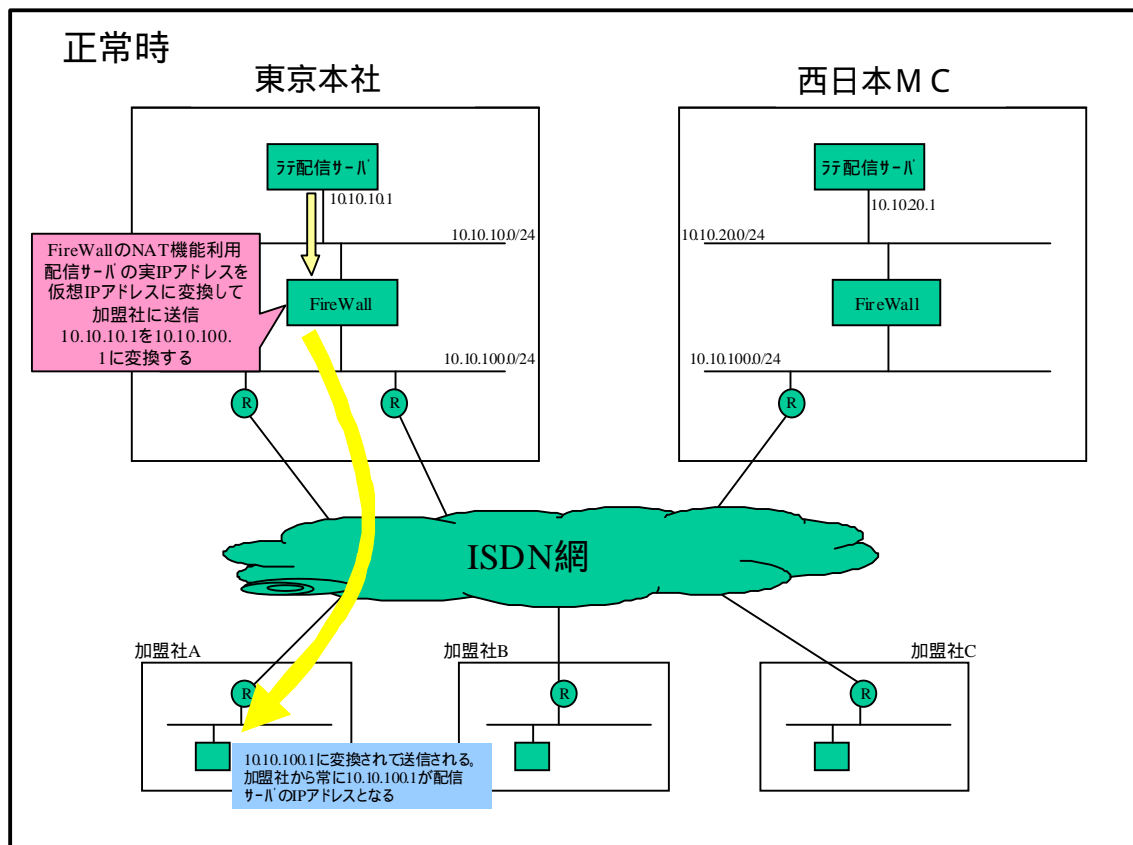 正常時
東京本社
西日本MC
ﾗﾃ配信ｻｰﾊﾞ
10.10.10.1
10.10.10.0/24
FireWallのNAT機能利用
配信ｻｰﾊﾞの実IPアドレスを
仮想IPアドレスに変換して
加盟社に送信
10.10.10.1を10.10.100.
1に変換する
FireWall
10.10.100.0/24
R
R
ﾗﾃ配信ｻｰﾊﾞ
10.10.20.1
10.10.20.0/24
FireWall
10.10.100.0/24
R
ISDN網
加盟社A
R
10.10.100.1に変換されて送信される。
加盟社から常に10.10.100.1が配信
ｻｰﾊﾞのIPアドレスとなる
加盟社B
R
加盟社C
R